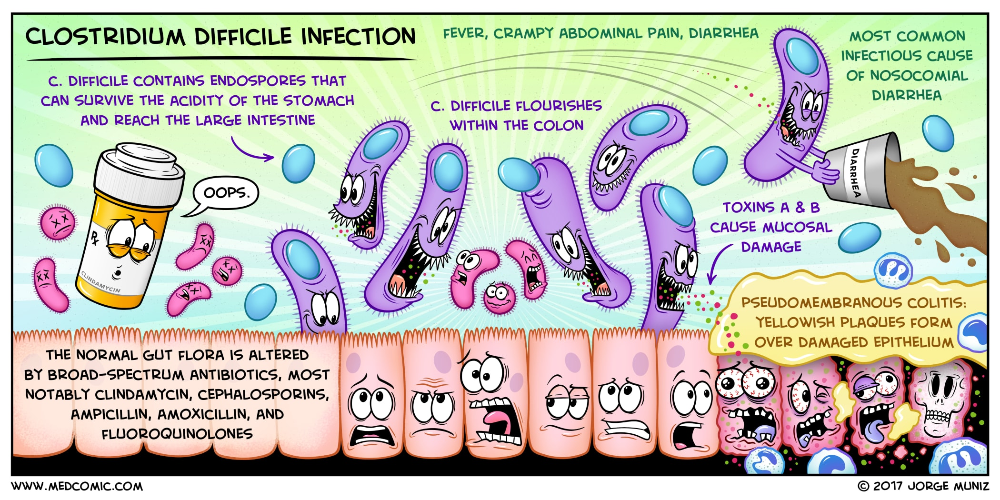 CLOSTRIDIUM DIFFICILE INFECTION
FEVER, CRAMPY ABDOMINAL PAIN, DIARRHEA
MOST COMMON
INFECTIOUS CAUSE
OF NOSOCOMIAL
DIARRHEA
C. DIFFICILE CONTAINS ENDOSPORES THAT
CAN SURVIVE THE ACIDITY OF THE STOMACH
AND REACH THE LARGE INTESTINE
C. DIFFICILE FLOURISHES
WITHIN THE COLON
DIARRHEA
OOPS.
Rx
CLINDAMYCIN
TOXINS A & B
CAUSE MUCOSAL
DAMAGE
PSEUDOMEMBRANOUS COLITIS:
YELLOWISH PLAQUES FORM
OVER DAMAGED EPITHELIUM
THE NORMAL GUT FLORA IS ALTERED
BY BROAD-SPECTRUM ANTIBIOTICS, MOST
NOTABLY CLINDAMYCIN, CEPHALOSPORINS,
AMPICILLIN, AMOXICILLIN, AND
FLUOROQUINOLONES
WWW.MEDCOMIC.COM
© 2017 JORGE MUNIZ